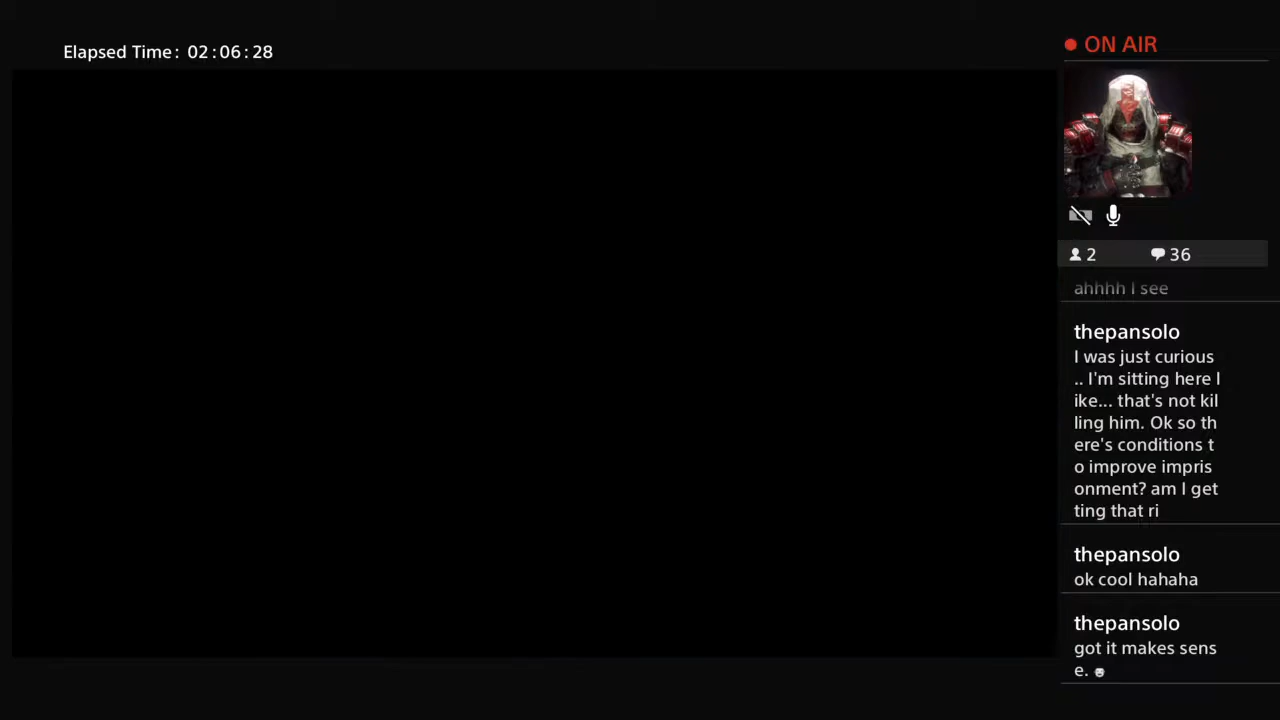 Elapsed Time: 02:06:28
ON AIR
2 36
ahhhh I see
thepansolo
I was just curious
.. I'm sitting here l
ike... that's not kil
ling him. Ok so th
ere's conditions t
o improve impris
onment? am I get
ting that ri
thepansolo
ok cool hahaha
thepansolo
got it makes sens
e.